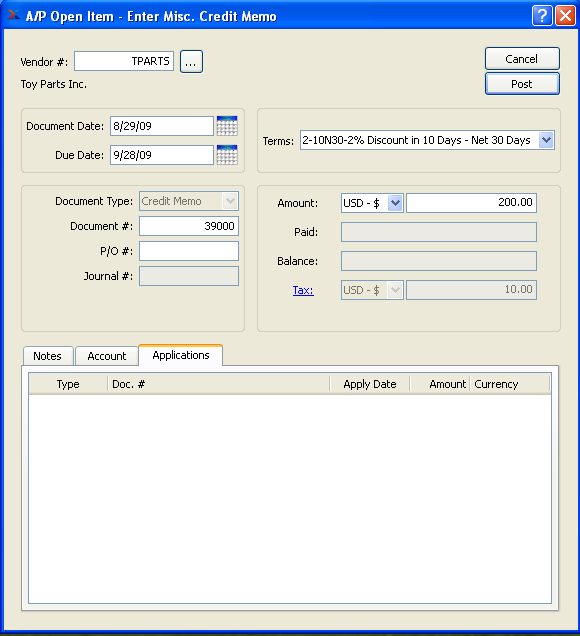 A/P Open Item - Enter Misc. Credit Memo
Vendor #: TPARTS ... Cancel
Toy Parts Inc. Post
Document Date: 8/29/09
Due Date: 9/28/09
Terms: 2-10N30-2% Discount in 10 Days - Net 30 Days
Document Type: Credit Memo
Document #: 39000
P/O #:
Journal #:
Amount: USD - $ 200.00
Paid:
Balance:
Tax: USD - $ 10.00
Notes Account Applications
Type Doc. # Apply Date Amount Currency